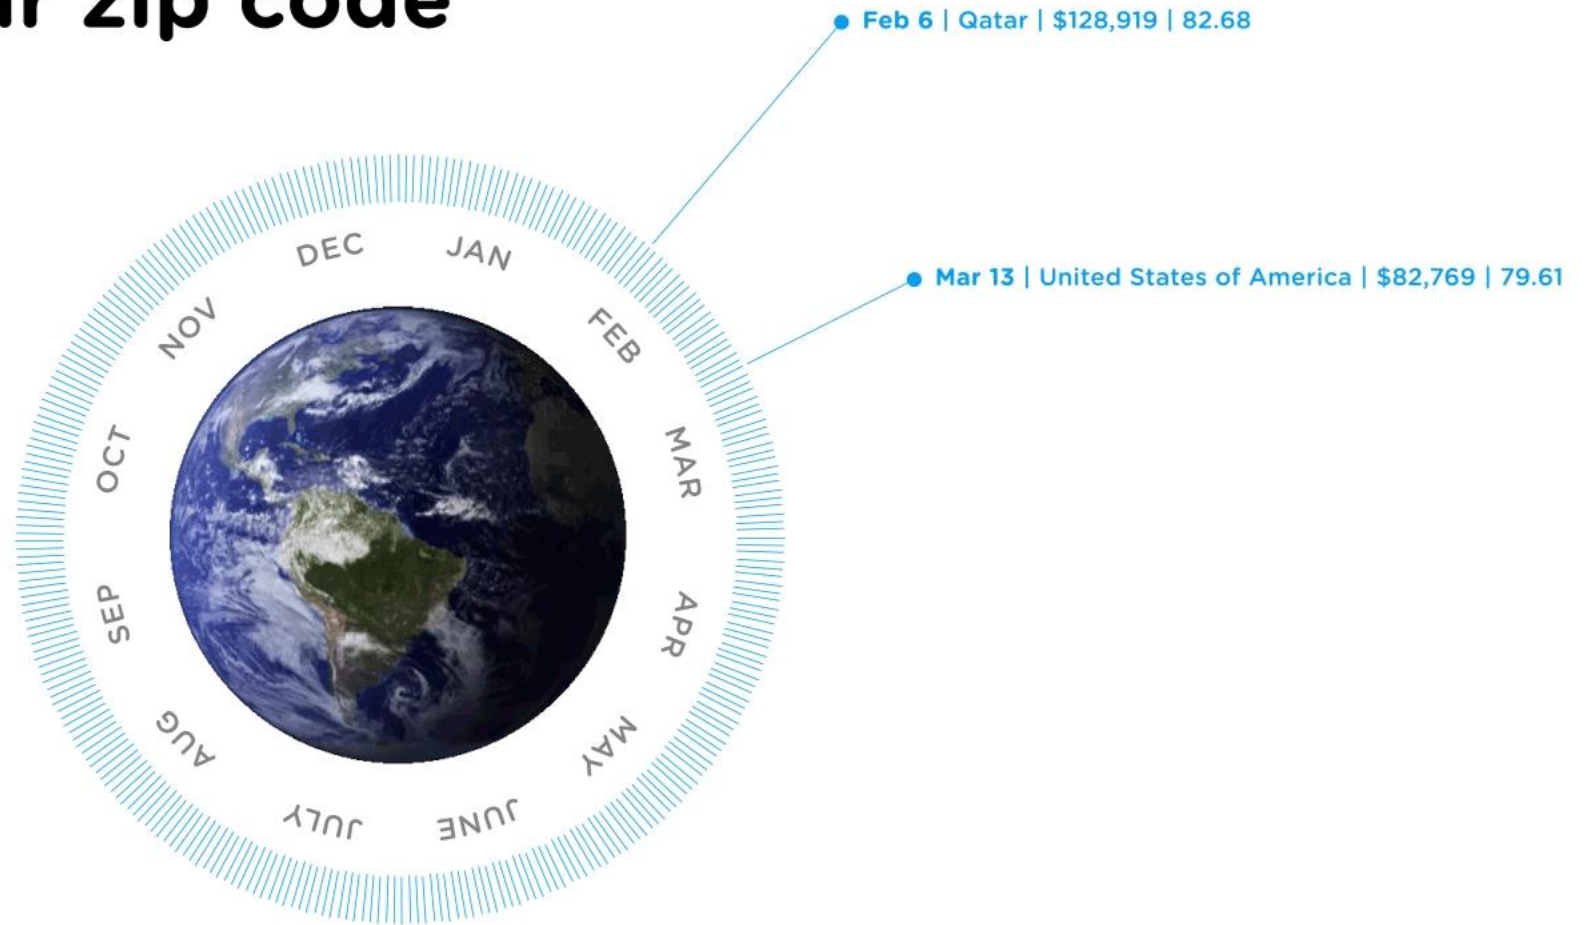 zip code
Feb 6 | Qatar | $128,919 | 82.68
Mar 13 | United States of America | $82,769 | 79.61
JAN
FEB
MAR
APR
MAY
JUNE
JULY
AUG
SEP
OCT
NOV
DEC